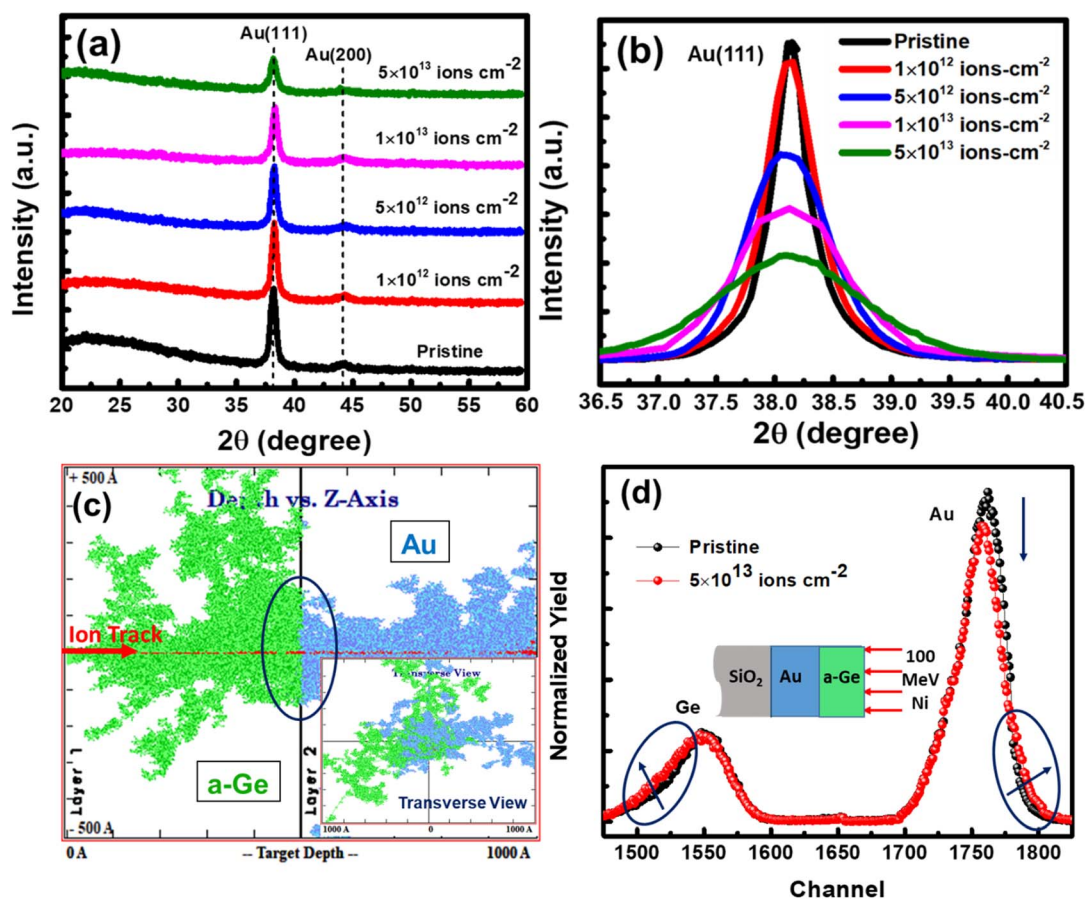 (a)
Au(111)
Au(200)
5×10¹³ ions cm⁻²
1×10¹³ ions cm⁻²
5×10¹² ions cm⁻²
1×10¹² ions cm⁻²
Pristine
Intensity (a.u.)
20 25 30 35 40 45 50 55 60
2θ (degree)
(b)
Au(111)
Pristine
1×10¹² ions-cm⁻²
5×10¹² ions-cm⁻²
1×10¹³ ions-cm⁻²
5×10¹³ ions-cm⁻²
Intensity (a.u.)
36.5 37.0 37.5 38.0 38.5 39.0 39.5 40.0 40.5
2θ (degree)
+ 500 Å
(c)
Depth vs. Z-Axis
Au
Ion Track
a-Ge
Layer 1
Layer 2
Transverse View
Transverse View
1000 A 0 1000 A
- 500 Å
0 A -- Target Depth -- 1000 A
(d)
Au
Pristine
5×10¹³ ions cm⁻²
SiO₂ Au a-Ge
100
MeV
Ni
Ge
Normalized Yield
1500 1550 1600 1650 1700 1750 1800
Channel